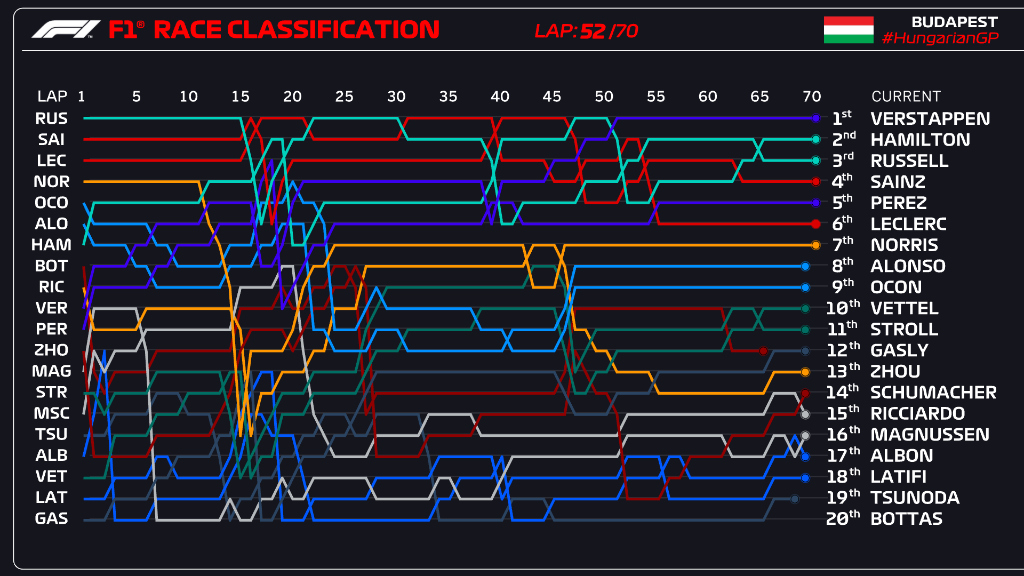 F1® RACE CLASSIFICATION
LAP: 52 /70
BUDAPEST
#HungarianGP
LAP 1 5 10 15 20 25 30 35 40 45 50 55 60 65 70 CURRENT
RUS 1st VERSTAPPEN
SAI 2nd HAMILTON
LEC 3rd RUSSELL
NOR 4th SAINZ
OCO 5th PEREZ
ALO 6th LECLERC
HAM 7th NORRIS
BOT 8th ALONSO
RIC 9th OCON
VER 10th VETTEL
PER 11th STROLL
ZHO 12th GASLY
MAG 13th ZHOU
STR 14th SCHUMACHER
MSC 15th RICCIARDO
TSU 16th MAGNUSSEN
ALB 17th ALBON
VET 18th LATIFI
LAT 19th TSUNODA
GAS 20th BOTTAS